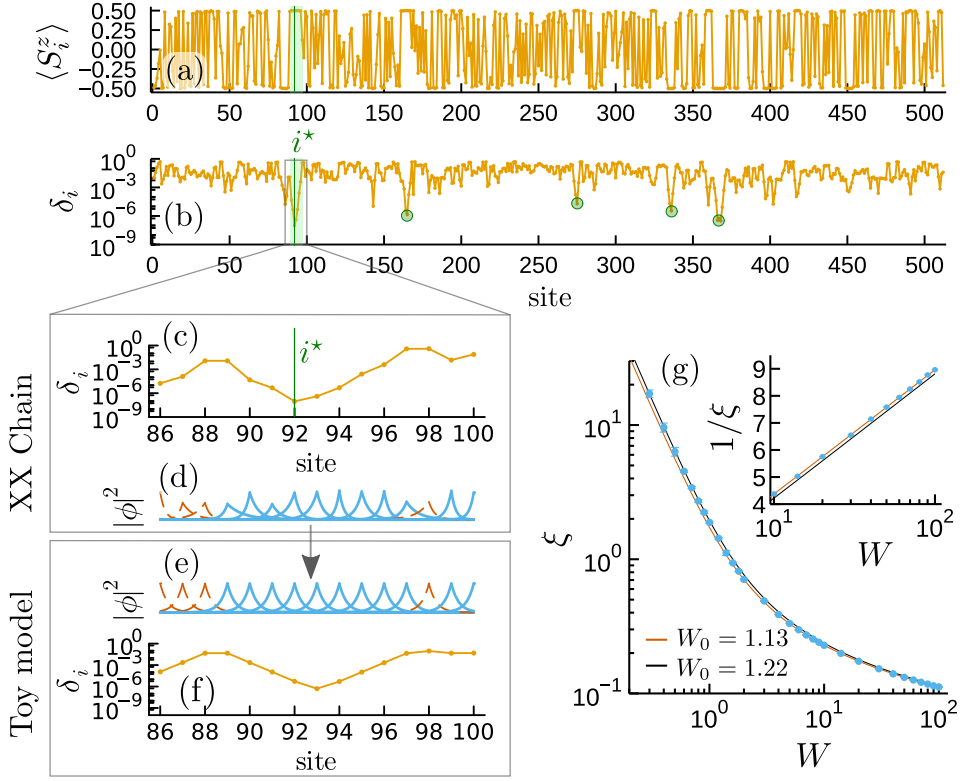 0.50
0.25
0.00
−0.25
−0.50
⟨S_i^z⟩
(a)
0 50 100 150 200 250 300 350 400 450 500
i⋆
10^0
10^−3
10^−6
10^−9
δ_i
(b)
0 50 100 150 200 250 300 350 400 450 500
site
XX Chain
(c)
i⋆
10^0
10^−3
10^−6
10^−9
δ_i
86 88 90 92 94 96 98 100
site
(d)
|ϕ|^2
Toy model
(e)
|ϕ|^2
10^0
10^−3
10^−6
10^−9
δ_i
(f)
86 88 90 92 94 96 98 100
site
(g)
ξ
10^1
10^0
10^−1
W_0 = 1.13
W_0 = 1.22
10^0 10^1 10^2
W
1/ξ
9
8
7
6
5
4
10^1 10^2
W